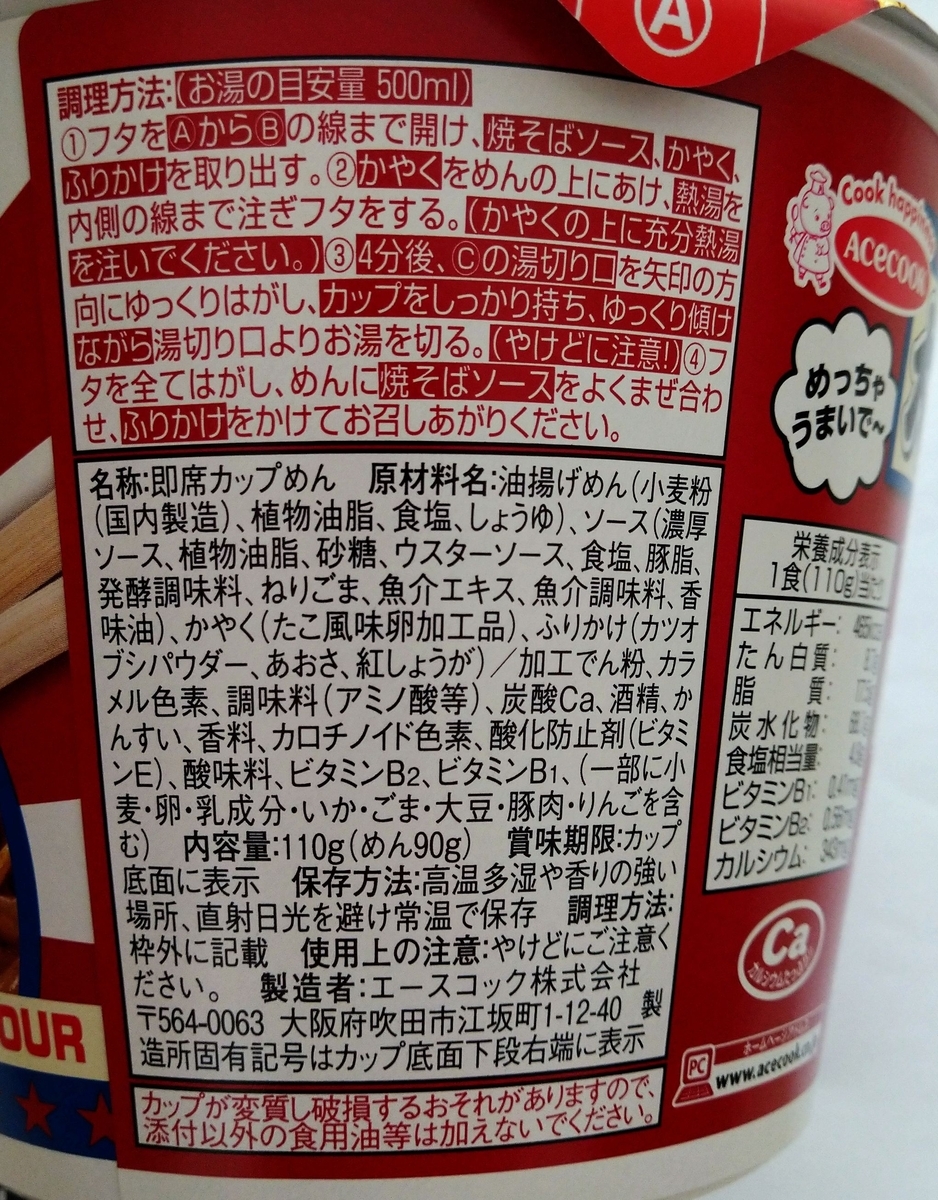 A
調理方法:(お湯の目安量 500ml)
①フタをⒶからⒷの線まで開け、焼そばソース、かやく、
ふりかけを取り出す。②かやくをめんの上にあけ、熱湯を
内側の線まで注ぎフタをする。(かやくの上に充分熱湯
を注いでください。)③4分後、Ⓒの湯切り口を矢印の方
向にゆっくりはがし、カップをしっかり持ち、ゆっくり傾け
ながら湯切り口よりお湯を切る。(やけどに注意!)④フ
タを全てはがし、めんに焼そばソースをよくまぜ合わ
せ、ふりかけをかけてお召しあがりください。
名称:即席カップめん 原材料名:油揚げめん(小麦粉
(国内製造)、植物油脂、食塩、しょうゆ)、ソース(濃厚
ソース、植物油脂、砂糖、ウスターソース、食塩、豚脂、
発酵調味料、ねりごま、魚介エキス、魚介調味料、香
味油)、かやく(たこ風味卵加工品)、ふりかけ(カツオ
ブシパウダー、あおさ、紅しょうが)/加工でん粉、カラ
メル色素、調味料(アミノ酸等)、炭酸Ca、酒精、か
んすい、香料、カロチノイド色素、酸化防止剤(ビタミ
ンE)、酸味料、ビタミンB2、ビタミンB1、(一部に小
麦・卵・乳成分・いか・ごま・大豆・豚肉・りんごを含
む) 内容量:110g(めん90g) 賞味期限:カップ
底面に表示 保存方法:高温多湿や香りの強い
場所、直射日光を避け常温で保存 調理方法:
枠外に記載 使用上の注意:やけどにご注意く
ださい。 製造者:エースコック株式会社
〒564-0063 大阪府吹田市江坂町1-12-40 製
造所固有記号はカップ底面下段右端に表示
カップが変質し破損するおそれがありますので、
添付以外の食用油等は加えないでください。
Cook
ACECOOK
めっちゃ
うまいで〜
栄養成分表示
1食(110g)当たり
エネルギー:
たん白質:
脂質:
炭水化物:
食塩相当量:
ビタミンB1:
ビタミンB2:
カルシウム:
Ca
PC
ホームページ
www.acecook.co
OUR